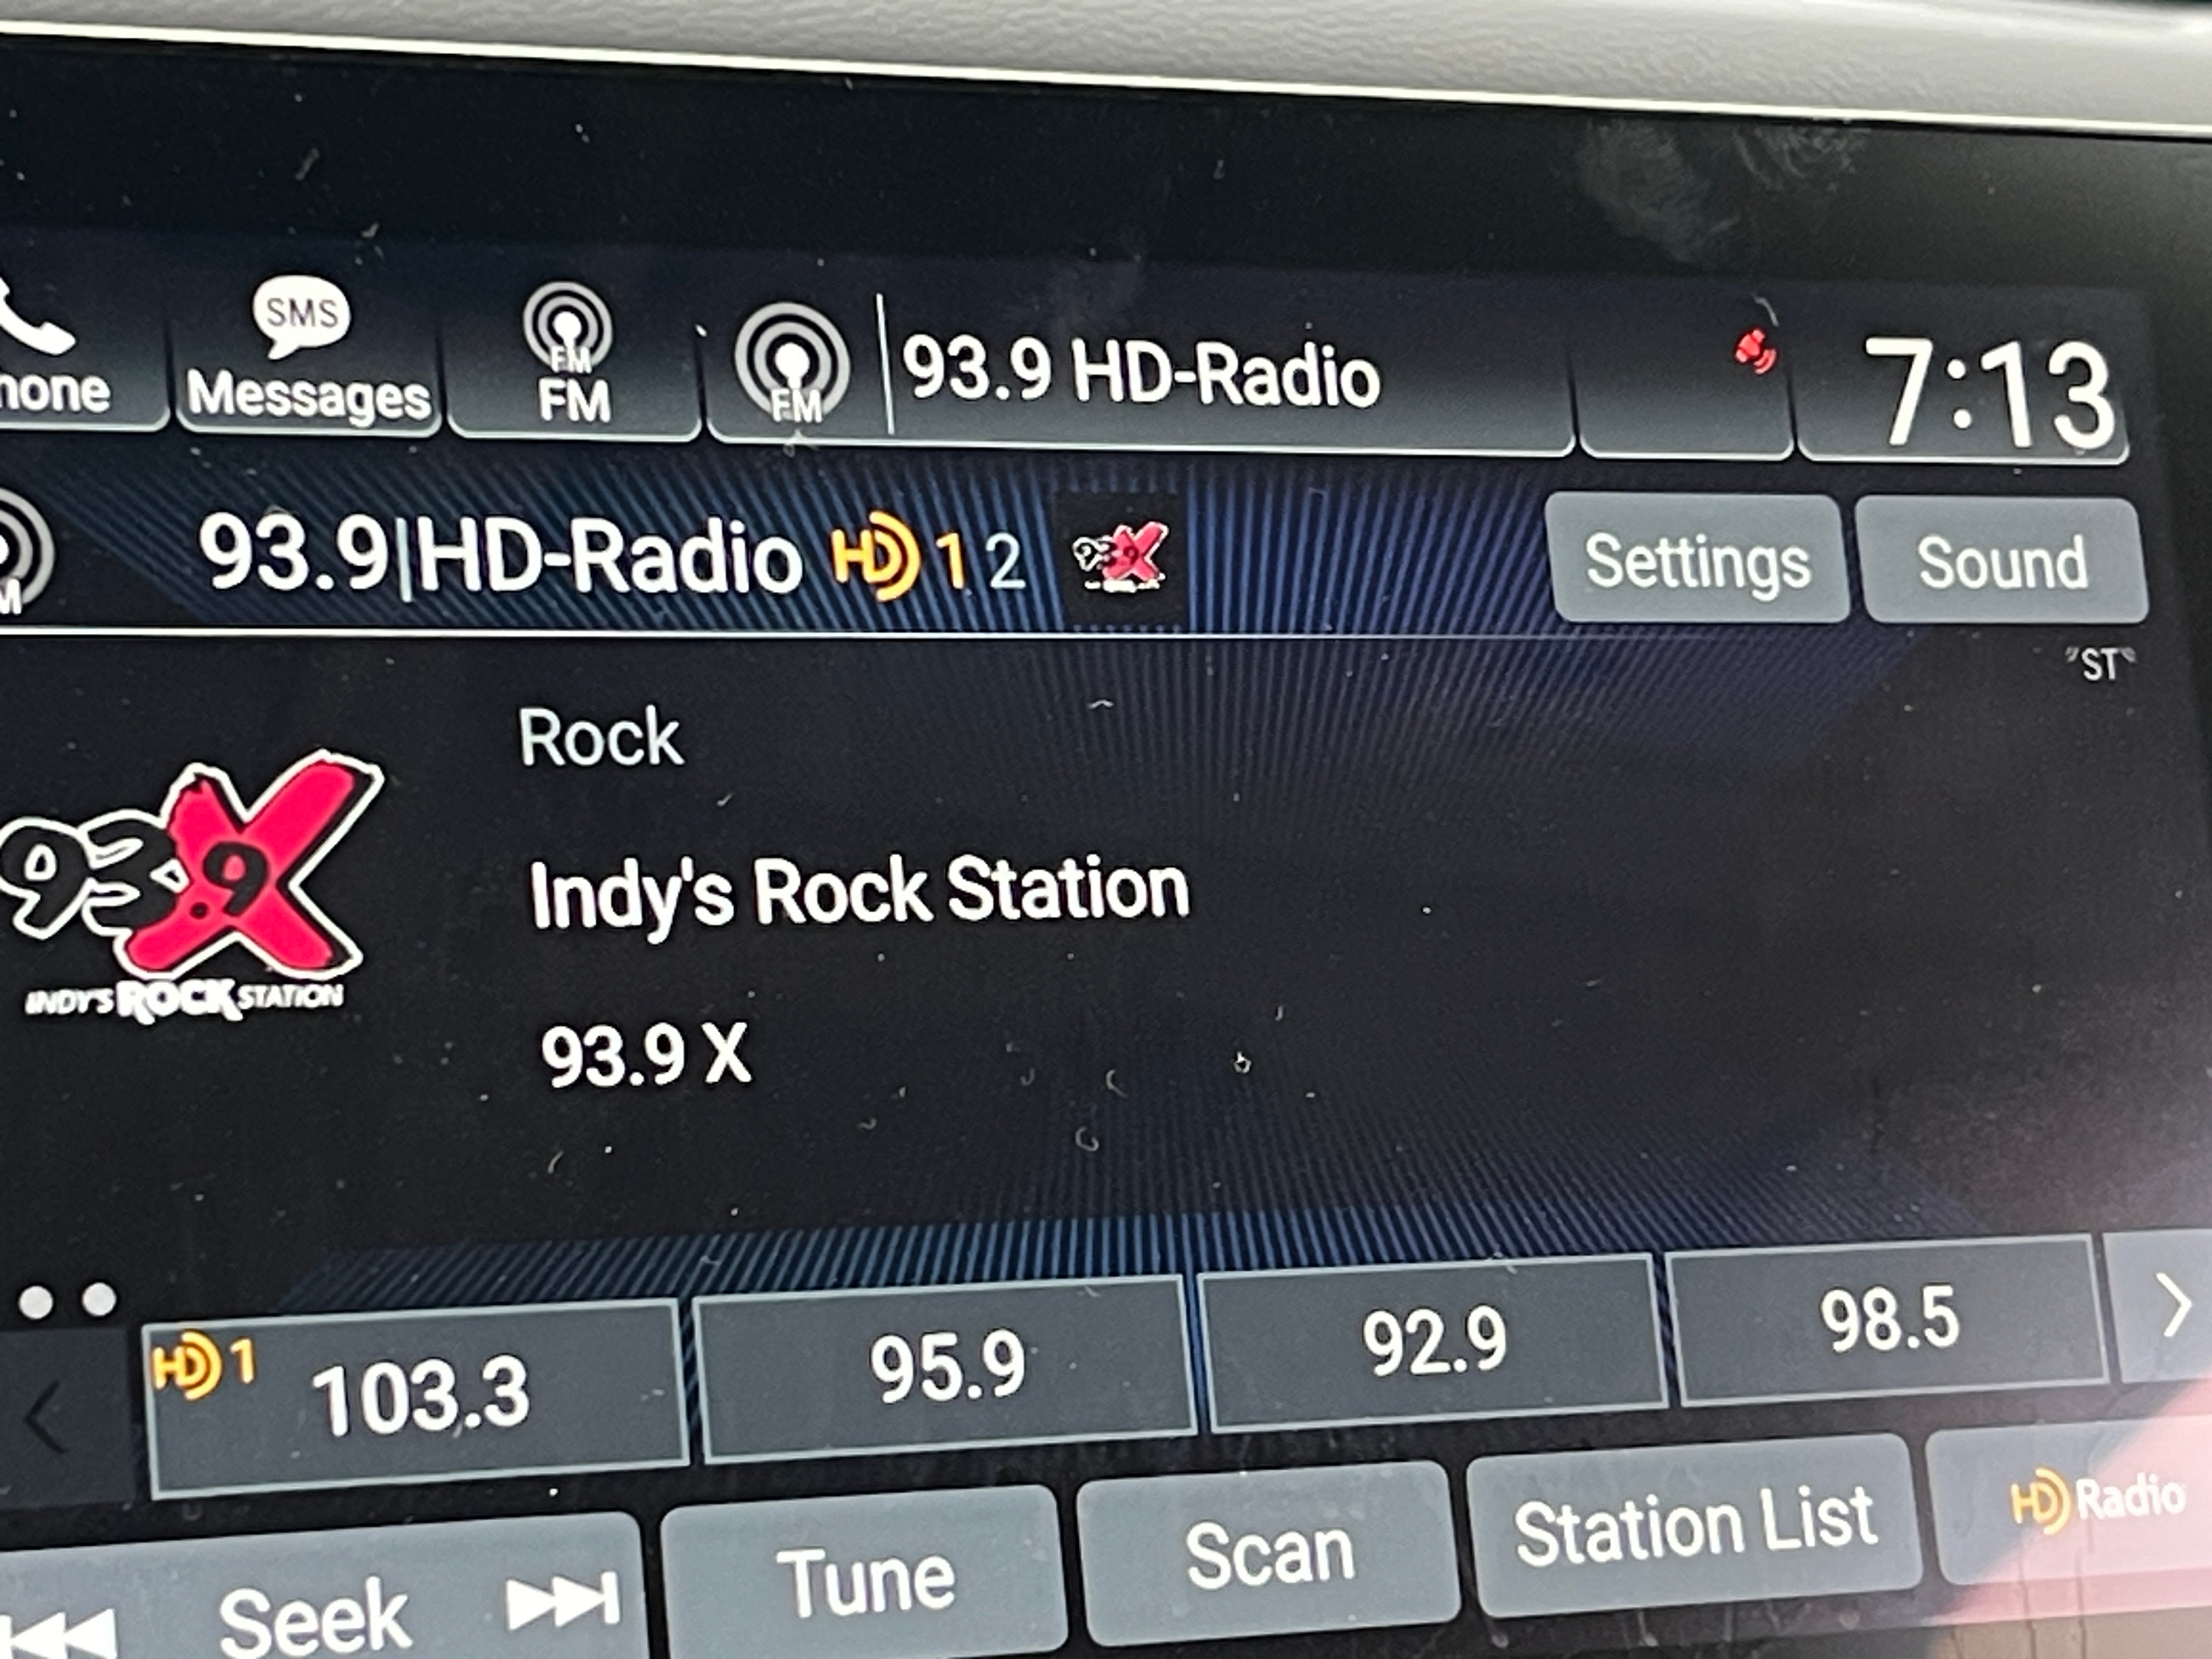 SMS
Messages
FM
FM
FM
93.9 HD-Radio
7:13
93.9|HD-Radio HD 1 2
Settings
Sound
"ST"
Rock
93.9X
INDY'S ROCK STATION
Indy's Rock Station
93.9 X
HD 1 103.3
95.9
92.9
98.5
Seek
Tune
Scan
Station List
HD Radio